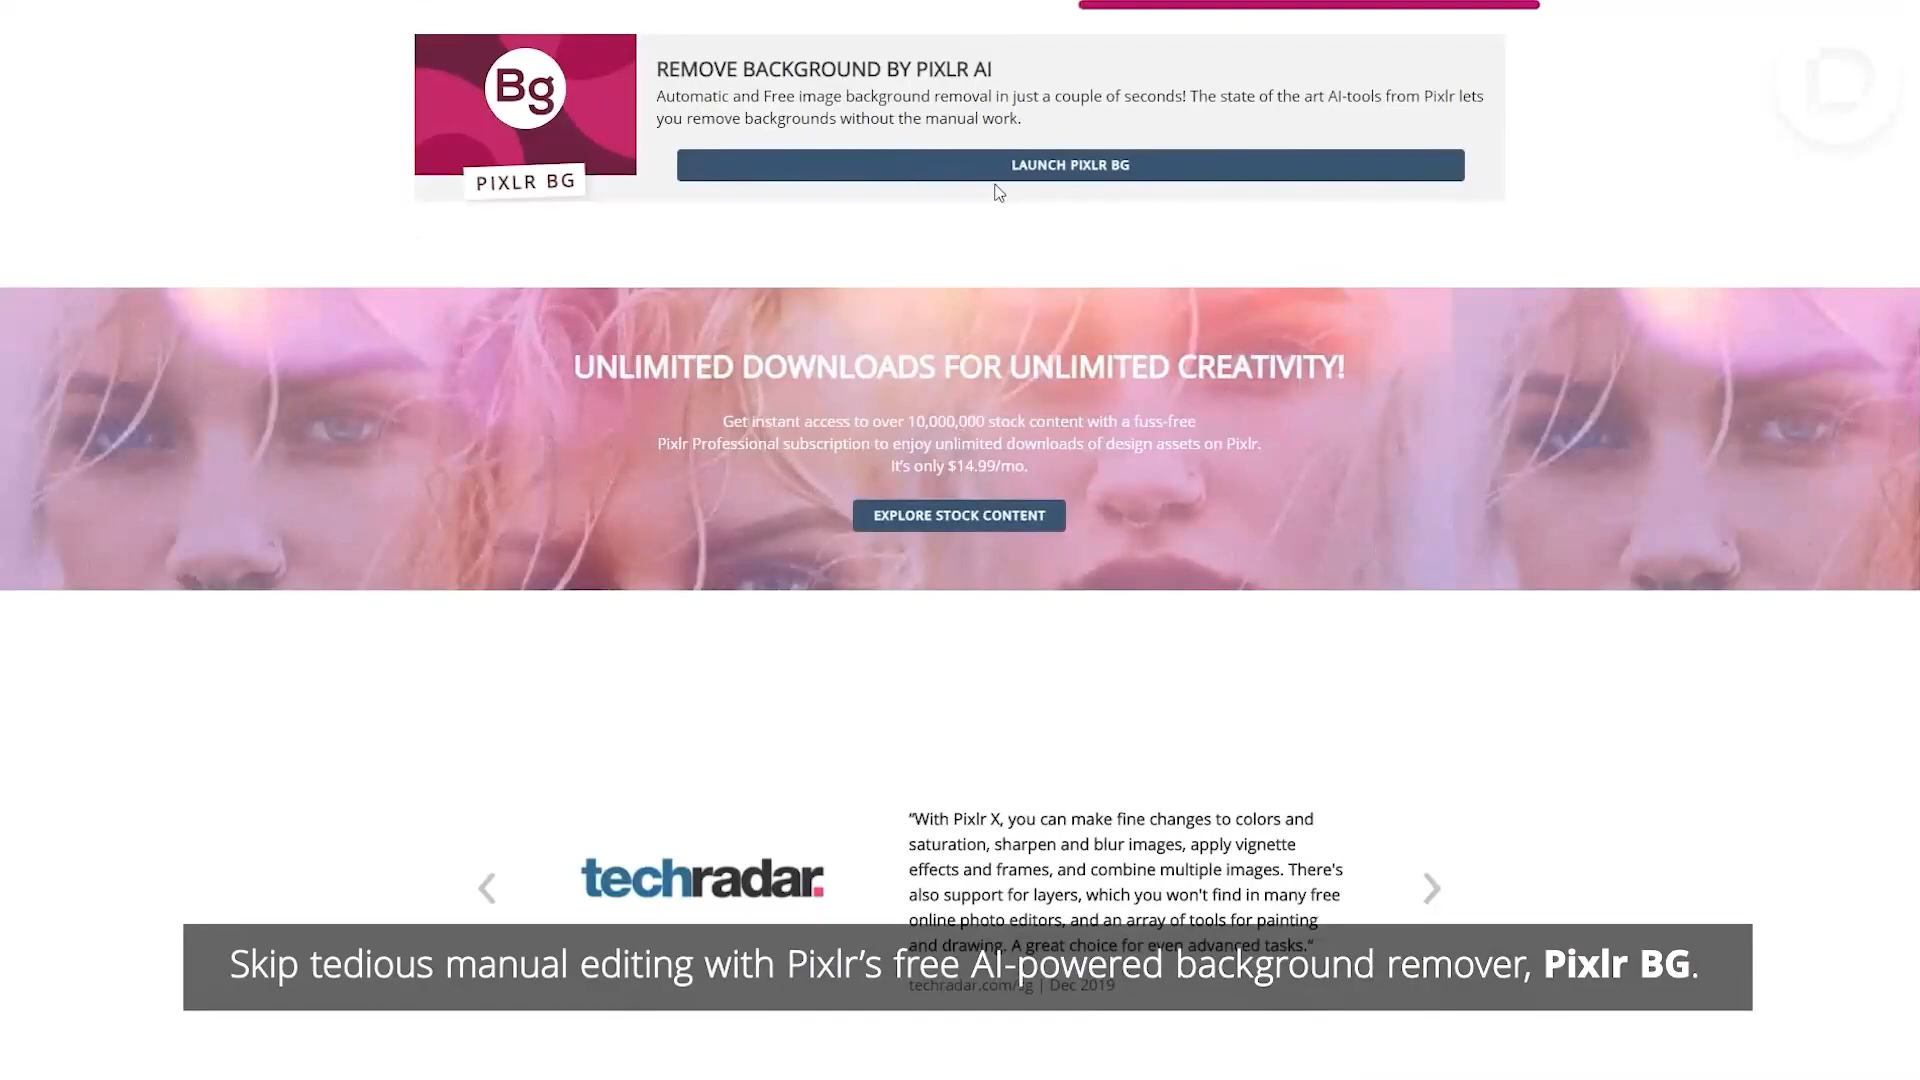 Bg
PIXLR BG
REMOVE BACKGROUND BY PIXLR AI
Automatic and Free image background removal in just a couple of seconds! The state of the art AI-tools from Pixlr lets
you remove backgrounds without the manual work.
LAUNCH PIXLR BG
UNLIMITED DOWNLOADS FOR UNLIMITED CREATIVITY!
Get instant access to over 10,000,000 stock content with a fuss-free
Pixlr Professional subscription to enjoy unlimited downloads of design assets on Pixlr.
It's only $14.99/mo.
EXPLORE STOCK CONTENT
techradar.
"With Pixlr X, you can make fine changes to colors and
saturation, sharpen and blur images, apply vignette
effects and frames, and combine multiple images. There's
also support for layers, which you won't find in many free
online photo editors, and an array of tools for painting
and drawing. A great choice for even advanced tasks."
techradar.com/sg | Dec 2019
Skip tedious manual editing with Pixlr’s free AI-powered background remover, Pixlr BG.